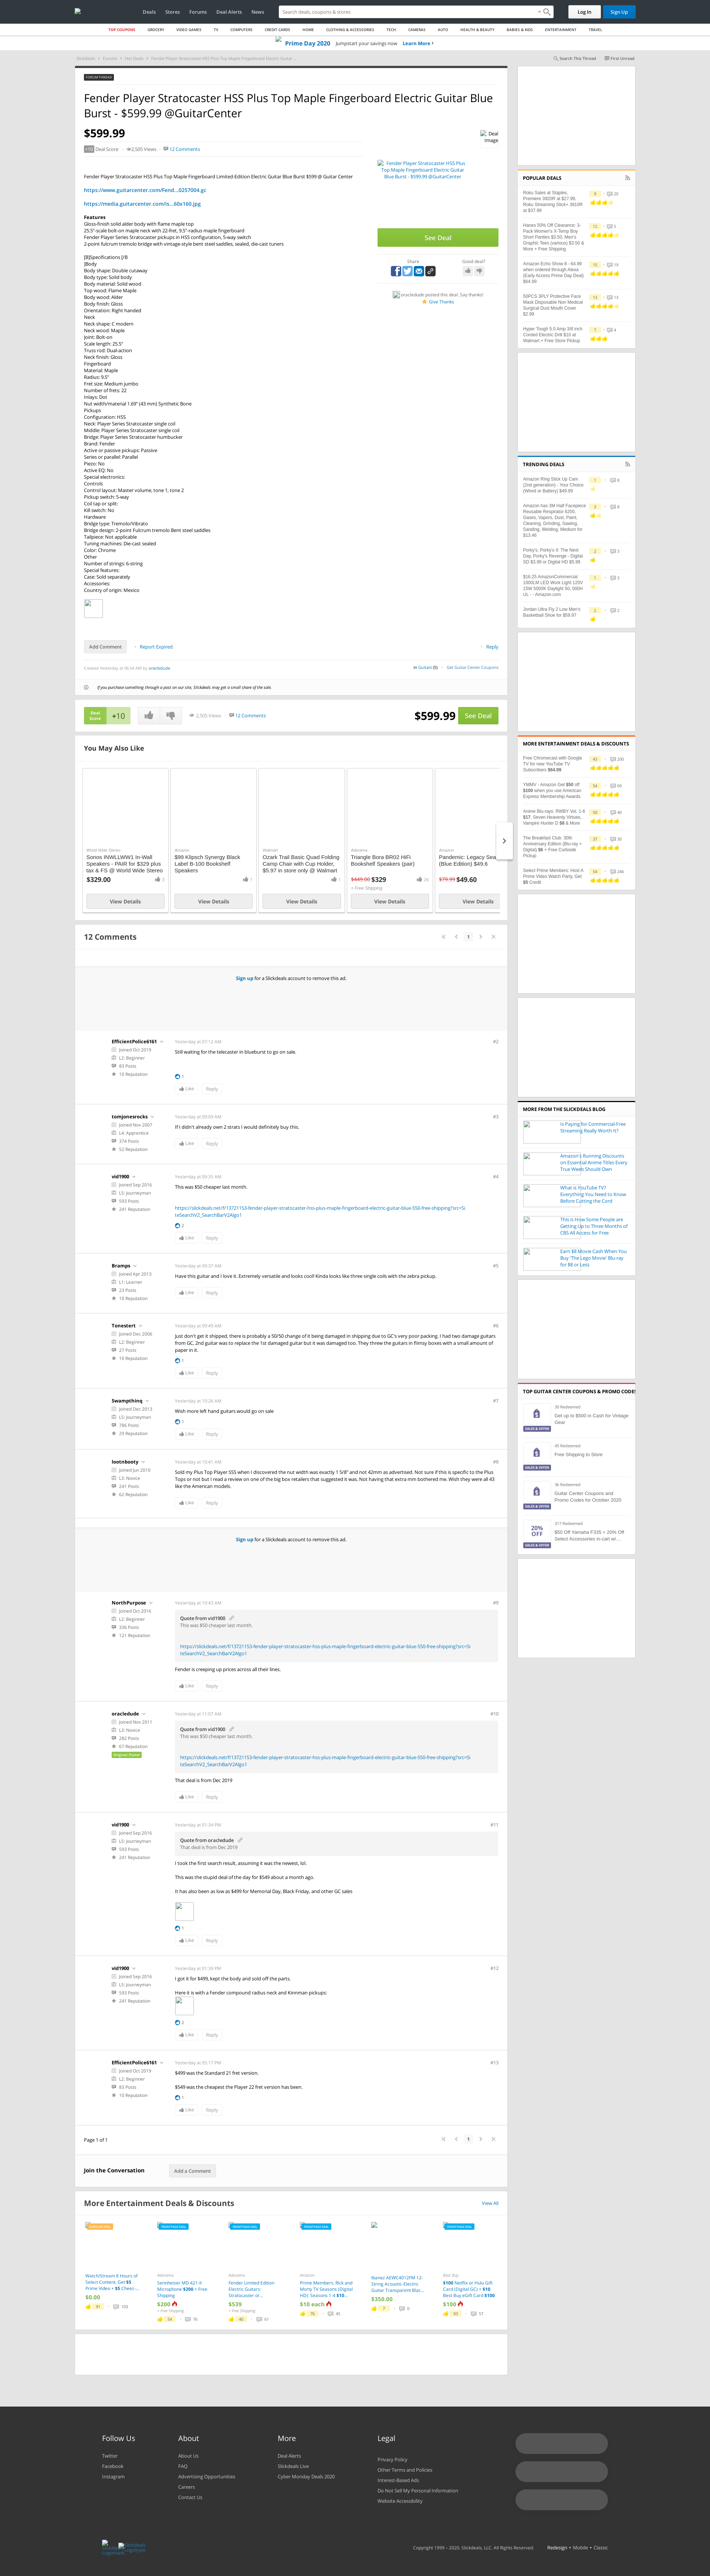 Deals
Stores
Forums
Deal Alerts
News
Search deals, coupons & stores
Log In
Sign Up
TOP COUPONS
GROCERY
VIDEO GAMES
TV
COMPUTERS
CREDIT CARDS
HOME
CLOTHING & ACCESSORIES
TECH
CAMERAS
AUTO
HEALTH & BEAUTY
BABIES & KIDS
ENTERTAINMENT
TRAVEL
Prime Day 2020 Jumpstart your savings now Learn More
Slickdeals > Forums > Hot Deals > Fender Player Stratocaster HSS Plus Top Maple Fingerboard Electric Guitar ...
Search This Thread
First Unread
FORUM THREAD
Fender Player Stratocaster HSS Plus Top Maple Fingerboard Electric Guitar Blue
Burst - $599.99 @GuitarCenter
$599.99
+10 Deal Score
2,505 Views
12 Comments
Deal
Image
Fender Player Stratocaster HSS Plus Top Maple Fingerboard Limited-Edition Electric Guitar Blue Burst $599 @ Guitar Center
https://www.guitarcenter.com/Fend...0257004.gc
https://media.guitarcenter.com/is...60x160.jpg
Features
Gloss-finish solid alder body with flame maple top
25.5" scale bolt-on maple neck with 22-fret, 9.5"-radius maple fingerboard
Fender Player Series Stratocaster pickups in HSS configuration, 5-way switch
2-point fulcrum tremolo bridge with vintage-style bent steel saddles, sealed, die-cast tuners
[B]Specifications [/B
]Body
Body shape: Double cutaway
Body type: Solid body
Body material: Solid wood
Top wood: Flame Maple
Body wood: Alder
Body finish: Gloss
Orientation: Right handed
Neck
Neck shape: C modern
Neck wood: Maple
Joint: Bolt-on
Scale length: 25.5"
Truss rod: Dual-action
Neck finish: Gloss
Fingerboard
Material: Maple
Radius: 9.5"
Fret size: Medium jumbo
Number of frets: 22
Inlays: Dot
Nut width/material 1.69" (43 mm) Synthetic Bone
Pickups
Configuration: HSS
Neck: Player Series Stratocaster single coil
Middle: Player Series Stratocaster single coil
Bridge: Player Series Stratocaster humbucker
Brand: Fender
Active or passive pickups: Passive
Series or parallel: Parallel
Piezo: No
Active EQ: No
Special electronics:
Controls
Control layout: Master volume, tone 1, tone 2
Pickup switch: 5-way
Coil tap or split:
Kill switch: No
Hardware
Bridge type: Tremolo/Vibrato
Bridge design: 2-point Fulcrum tremolo Bent steel saddles
Tailpiece: Not applicable
Tuning machines: Die-cast sealed
Color: Chrome
Other
Number of strings: 6-string
Special features:
Case: Sold separately
Accessories:
Country of origin: Mexico
Fender Player Stratocaster HSS Plus
Top Maple Fingerboard Electric Guitar
Blue Burst - $599.99 @GuitarCenter
See Deal
Share
Good deal?
oracledude posted this deal. Say thanks!
Give Thanks
Add Comment
Report Expired
Reply
Created Yesterday at 06:54 AM by oracledude
in Guitars (5)
Get Guitar Center Coupons
If you purchase something through a post on our site, Slickdeals may get a small share of the sale.
Deal
Score
+10
2,505 Views
12 Comments
$599.99
See Deal
You May Also Like
World Wide Stereo
Sonos INWLLWW1 In-Wall
Speakers - PAIR for $329 plus
tax & FS @ World Wide Stereo
$329.00
3
View Details
Amazon
$98 Klipsch Synergy Black
Label B-100 Bookshelf
Speakers
7
View Details
Walmart
Ozark Trail Basic Quad Folding
Camp Chair with Cup Holder,
$5.97 in store only @ Walmart
1
View Details
Adorama
Triangle Borea BR02 HiFi
Bookshelf Speakers (pair)
$449.00 $329
26
+ Free Shipping
View Details
Amazon
Pandemic: Legacy Sea
(Blue Edition) $49.6
$79.99 $49.60
View Details
12 Comments
1
Sign up for a Slickdeals account to remove this ad.
EfficientPolice6161
Joined Oct 2019
L2: Beginner
83 Posts
10 Reputation
Yesterday at 07:12 AM
#2
Still waiting for the telecaster in blueburst to go on sale.
1
Like
Reply
tomjonesrocks
Joined Nov 2007
L4: Apprentice
374 Posts
52 Reputation
Yesterday at 09:09 AM
#3
If I didn't already own 2 strats I would definitely buy this.
Like
Reply
vid1900
Joined Sep 2016
L5: Journeyman
593 Posts
241 Reputation
Yesterday at 09:35 AM
#4
This was $50 cheaper last month.
https://slickdeals.net/f/13721153-fender-player-stratocaster-hss-plus-maple-fingerboard-electric-guitar-blue-550-free-shipping?src=Si
teSearchV2_SearchBarV2Algo1
2
Like
Reply
Bramps
Joined Apr 2013
L1: Learner
23 Posts
10 Reputation
Yesterday at 09:37 AM
#5
Have this guitar and I love it. Extremely versatile and looks cool! Kinda looks like three single coils with the zebra pickup.
Like
Reply
Tonestert
Joined Dec 2006
L2: Beginner
27 Posts
10 Reputation
Yesterday at 09:49 AM
#6
Just don't get it shipped, there is probably a 50/50 change of it being damaged in shipping due to GC's very poor packing. I had two damage guitars
from GC, 2nd guitar was to replace the 1st damage guitar but it was damaged, too. They threw the guitars in flimsy boxes with a small amount of
paper in it.
1
Like
Reply
Swampthinq
Joined Dec 2013
L5: Journeyman
786 Posts
29 Reputation
Yesterday at 10:26 AM
#7
Wish more left hand guitars would go on sale
1
Like
Reply
lootnbooty
Joined Jun 2010
L3: Novice
241 Posts
62 Reputation
Yesterday at 10:41 AM
#8
Sold my Plus Top Player SSS when I discovered the nut width was exactly 1 5/8" and not 42mm as advertised. Not sure if this is specific to the Plus
Tops or not but I read a review on one of the big box retailers that suggested it was. Not having that extra mm bothered me. Wish they were all 43
like the American models.
Like
Reply
Sign up for a Slickdeals account to remove this ad.
NorthPurpose
Joined Oct 2016
L2: Beginner
336 Posts
121 Reputation
Yesterday at 10:43 AM
#9
Quote from vid1900
This was $50 cheaper last month.
https://slickdeals.net/f/13721153-fender-player-stratocaster-hss-plus-maple-fingerboard-electric-guitar-blue-550-free-shipping?src=Si
teSearchV2_SearchBarV2Algo1
Fender is creeping up prices across all their lines.
Like
Reply
oracledude
Joined Nov 2011
L3: Novice
282 Posts
67 Reputation
Original Poster
Yesterday at 11:07 AM
#10
Quote from vid1900
This was $50 cheaper last month.
https://slickdeals.net/f/13721153-fender-player-stratocaster-hss-plus-maple-fingerboard-electric-guitar-blue-550-free-shipping?src=Si
teSearchV2_SearchBarV2Algo1
That deal is from Dec 2019
Like
Reply
vid1900
Joined Sep 2016
L5: Journeyman
593 Posts
241 Reputation
Yesterday at 01:34 PM
#11
Quote from oracledude
That deal is from Dec 2019
I took the first search result, assuming it was the newest, lol.
This was the stupid deal of the day for $549 about a month ago.
It has also been as low as $499 for Memorial Day, Black Friday, and other GC sales
1
Like
Reply
vid1900
Joined Sep 2016
L5: Journeyman
593 Posts
241 Reputation
Yesterday at 01:39 PM
#12
I got it for $499, kept the body and sold off the parts.
Here it is with a Fender compound radius neck and Kinnman pickups:
2
Like
Reply
EfficientPolice6161
Joined Oct 2019
L2: Beginner
83 Posts
10 Reputation
Yesterday at 05:17 PM
#13
$499 was the Standard 21 fret version.
$549 was the cheapest the Player 22 fret version has been.
1
Like
Reply
Page 1 of 1
1
Join the Conversation
Add a Comment
More Entertainment Deals & Discounts
View All
Watch/Stream 8 Hours of
Select Content, Get $5
Prime Video + $5 Cheez-...
$0.00
91
103
FRONTPAGE DEAL
Adorama
Sennheiser MD 421-II
Microphone $200 + Free
Shipping
$200
+ Free Shipping
54
76
FRONTPAGE DEAL
Adorama
Fender Limited Edition
Electric Guitars:
Stratocaster or...
$539
+ Free Shipping
40
61
FRONTPAGE DEAL
Amazon
Prime Members: Rick and
Morty TV Seasons (Digital
HD): Seasons 1-4 $10...
$10 each
76
45
Ibanez AEWC4012FM 12-
String Acoustic-Electric
Guitar Transparent Blac...
$350.00
7
0
FRONTPAGE DEAL
Best Buy
$100 Netflix or Hulu Gift
Card (Digital GC) + $10
Best Buy eGift Card $100
$100
93
57
POPULAR DEALS
Roku Sales at Staples,
Premiere 3920R at $27.99,
Roku Streaming Stick+ 3810R
at $37.99
9
20
Hanes 50% Off Clearance: 3-
Pack Women's X-Temp Boy
Short Panties $3.50, Men's
Graphic Tees (various) $3.50 &
More + Free Shipping
12
5
Amazon Echo Show 8 - 64.99
when ordered through Alexa
(Early Access Prime Day Deal)
$64.99
15
19
50PCS 3PLY Protective Face
Mask Disposable Non Medical
Surgical Dust Mouth Cover
$2.99
13
13
Hyper Tough 5.0 Amp 3/8 inch
Corded Electric Drill $10 at
Walmart + Free Store Pickup
7
4
TRENDING DEALS
Amazon Ring Stick Up Cam
(2nd generation) - Your Choice
(Wired or Battery) $49.99
1
8
Amazon has 3M Half Facepiece
Reusable Respirator 6200,
Gases, Vapors, Dust, Paint,
Cleaning, Grinding, Sawing,
Sanding, Welding, Medium for
$13.46
3
8
Porky's; Porky's II: The Next
Day, Porky's Revenge - Digital
SD $3.99 or Digital HD $5.99
2
3
$16.25 AmazonCommercial
1000LM LED Work Light 120V
15W 5000K Daylight 50, 000H
UL - - Amazon.com
1
3
Jordan Ultra Fly 2 Low Men's
Basketball Shoe for $59.97
2
2
MORE ENTERTAINMENT DEALS & DISCOUNTS
Free Chromecast with Google
TV for new YouTube TV
Subscribers $64.99
43
200
YMMV - Amazon Get $50 off
$100 when you use American
Express Membership Awards
54
69
Anime Blu-rays: RWBY Vol. 1-6
$17, Seven Heavenly Virtues,
Vampire Hunter D $8 & More
50
40
The Breakfast Club: 30th
Anniversary Edition (Blu-ray +
Digital) $6 + Free Curbside
Pickup
37
30
Select Prime Members: Host A
Prime Video Watch Party, Get
$5 Credit
54
246
MORE FROM THE SLICKDEALS BLOG
Is Paying for Commercial-Free
Streaming Really Worth It?
Amazon's Running Discounts
on Essential Anime Titles Every
True Weeb Should Own
What is YouTube TV?
Everything You Need to Know
Before Cutting the Cord
This is How Some People are
Getting Up to Three Months of
CBS All Access for Free
Earn $8 Movie Cash When You
Buy 'The Lego Movie' Blu-ray
for $8 or Less
TOP GUITAR CENTER COUPONS & PROMO CODES
SALES & OFFER
30 Redeemed
Get up to $500 in Cash for Vintage
Gear
SALES & OFFER
45 Redeemed
Free Shipping to Store
SALES & OFFER
36 Redeemed
Guitar Center Coupons and
Promo Codes for October 2020
20%
OFF
SALES & OFFER
317 Redeemed
$50 Off Yamaha F335 + 20% Off
Select Accessories in-cart w/...
Follow Us
Twitter
Facebook
Instagram
About
About Us
FAQ
Advertising Opportunities
Careers
Contact Us
More
Deal Alerts
Slickdeals Live
Cyber Monday Deals 2020
Legal
Privacy Policy
Other Terms and Policies
Interest-Based Ads
Do Not Sell My Personal Information
Website Accessibility
Copyright 1999 - 2020. Slickdeals, LLC. All Rights Reserved.
Redesign • Mobile • Classic